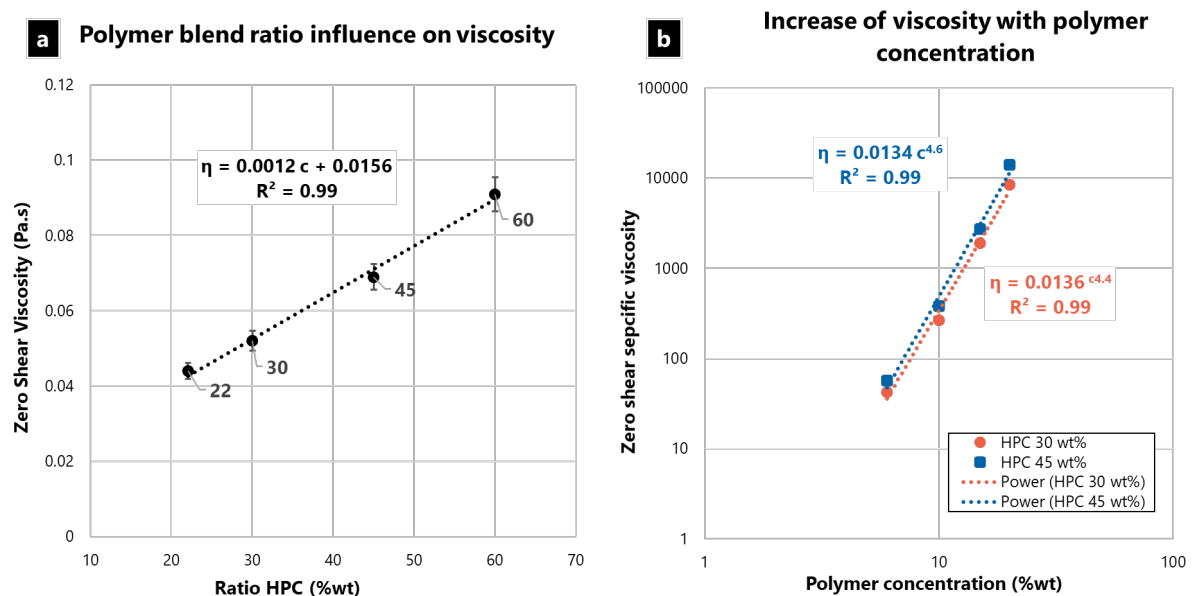 a
Polymer blend ratio influence on viscosity
0.12
0.1
0.08
0.06
0.04
0.02
0
η = 0.0012 c + 0.0156
R² = 0.99
22
30
45
60
10 20 30 40 50 60 70
Zero Shear Viscosity (Pa.s)
Ratio HPC (%wt)
b
Increase of viscosity with polymer
concentration
100000
10000
1000
100
10
1
η = 0.0134 c⁴·⁶
R² = 0.99
η = 0.0136 c⁴·⁴
R² = 0.99
HPC 30 wt%
HPC 45 wt%
Power (HPC 30 wt%)
Power (HPC 45 wt%)
1 10 100
Zero shear sepcific viscosity
Polymer concentration (%wt)